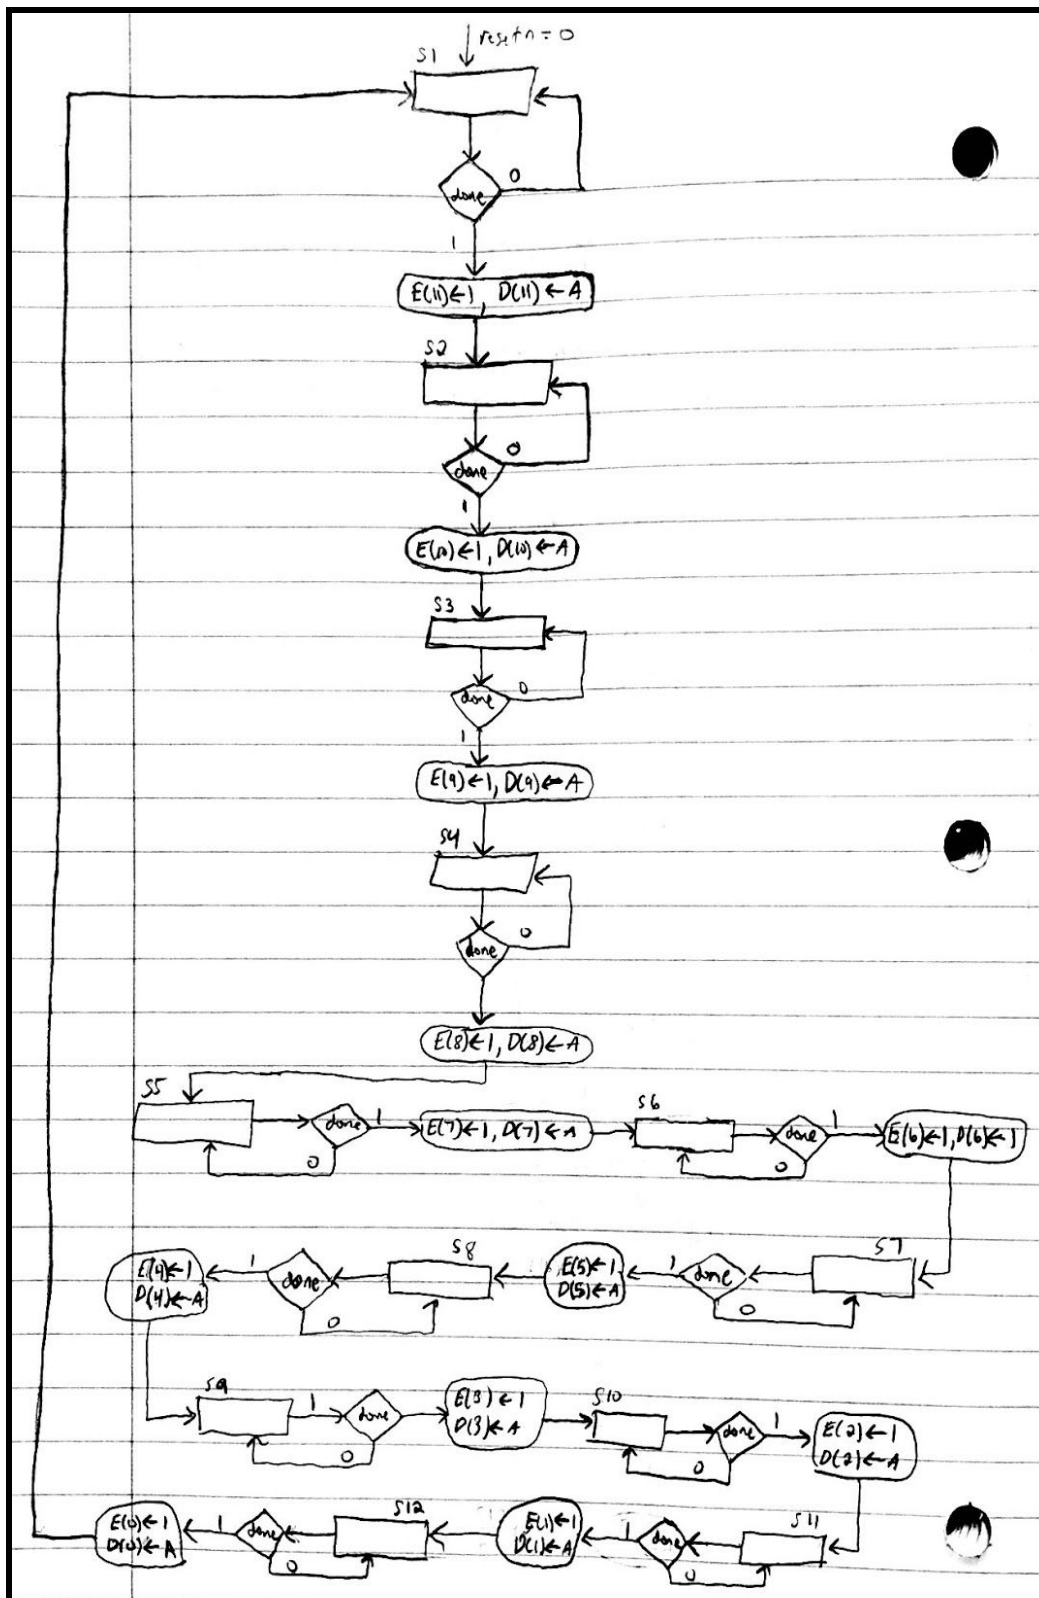 resetn = 0
S1
done
0
1
E(11)←1, D(11)←A
S2
done
0
1
E(10)←1, D(10)←A
S3
done
0
1
E(9)←1, D(9)←A
S4
done
0
E(8)←1, D(8)←A
S5
done
1
0
E(7)←1, D(7)←A
S6
done
1
0
E(6)←1, D(6)←1
S7
done
1
0
E(5)←1
D(5)←A
S8
done
1
0
E(4)←1
D(4)←A
S9
1
done
0
E(3)←1
D(3)←A
S10
done
1
0
E(2)←1
D(2)←A
S11
done
1
0
E(1)←1
D(1)←A
S12
done
1
0
E(0)←1
D(0)←A